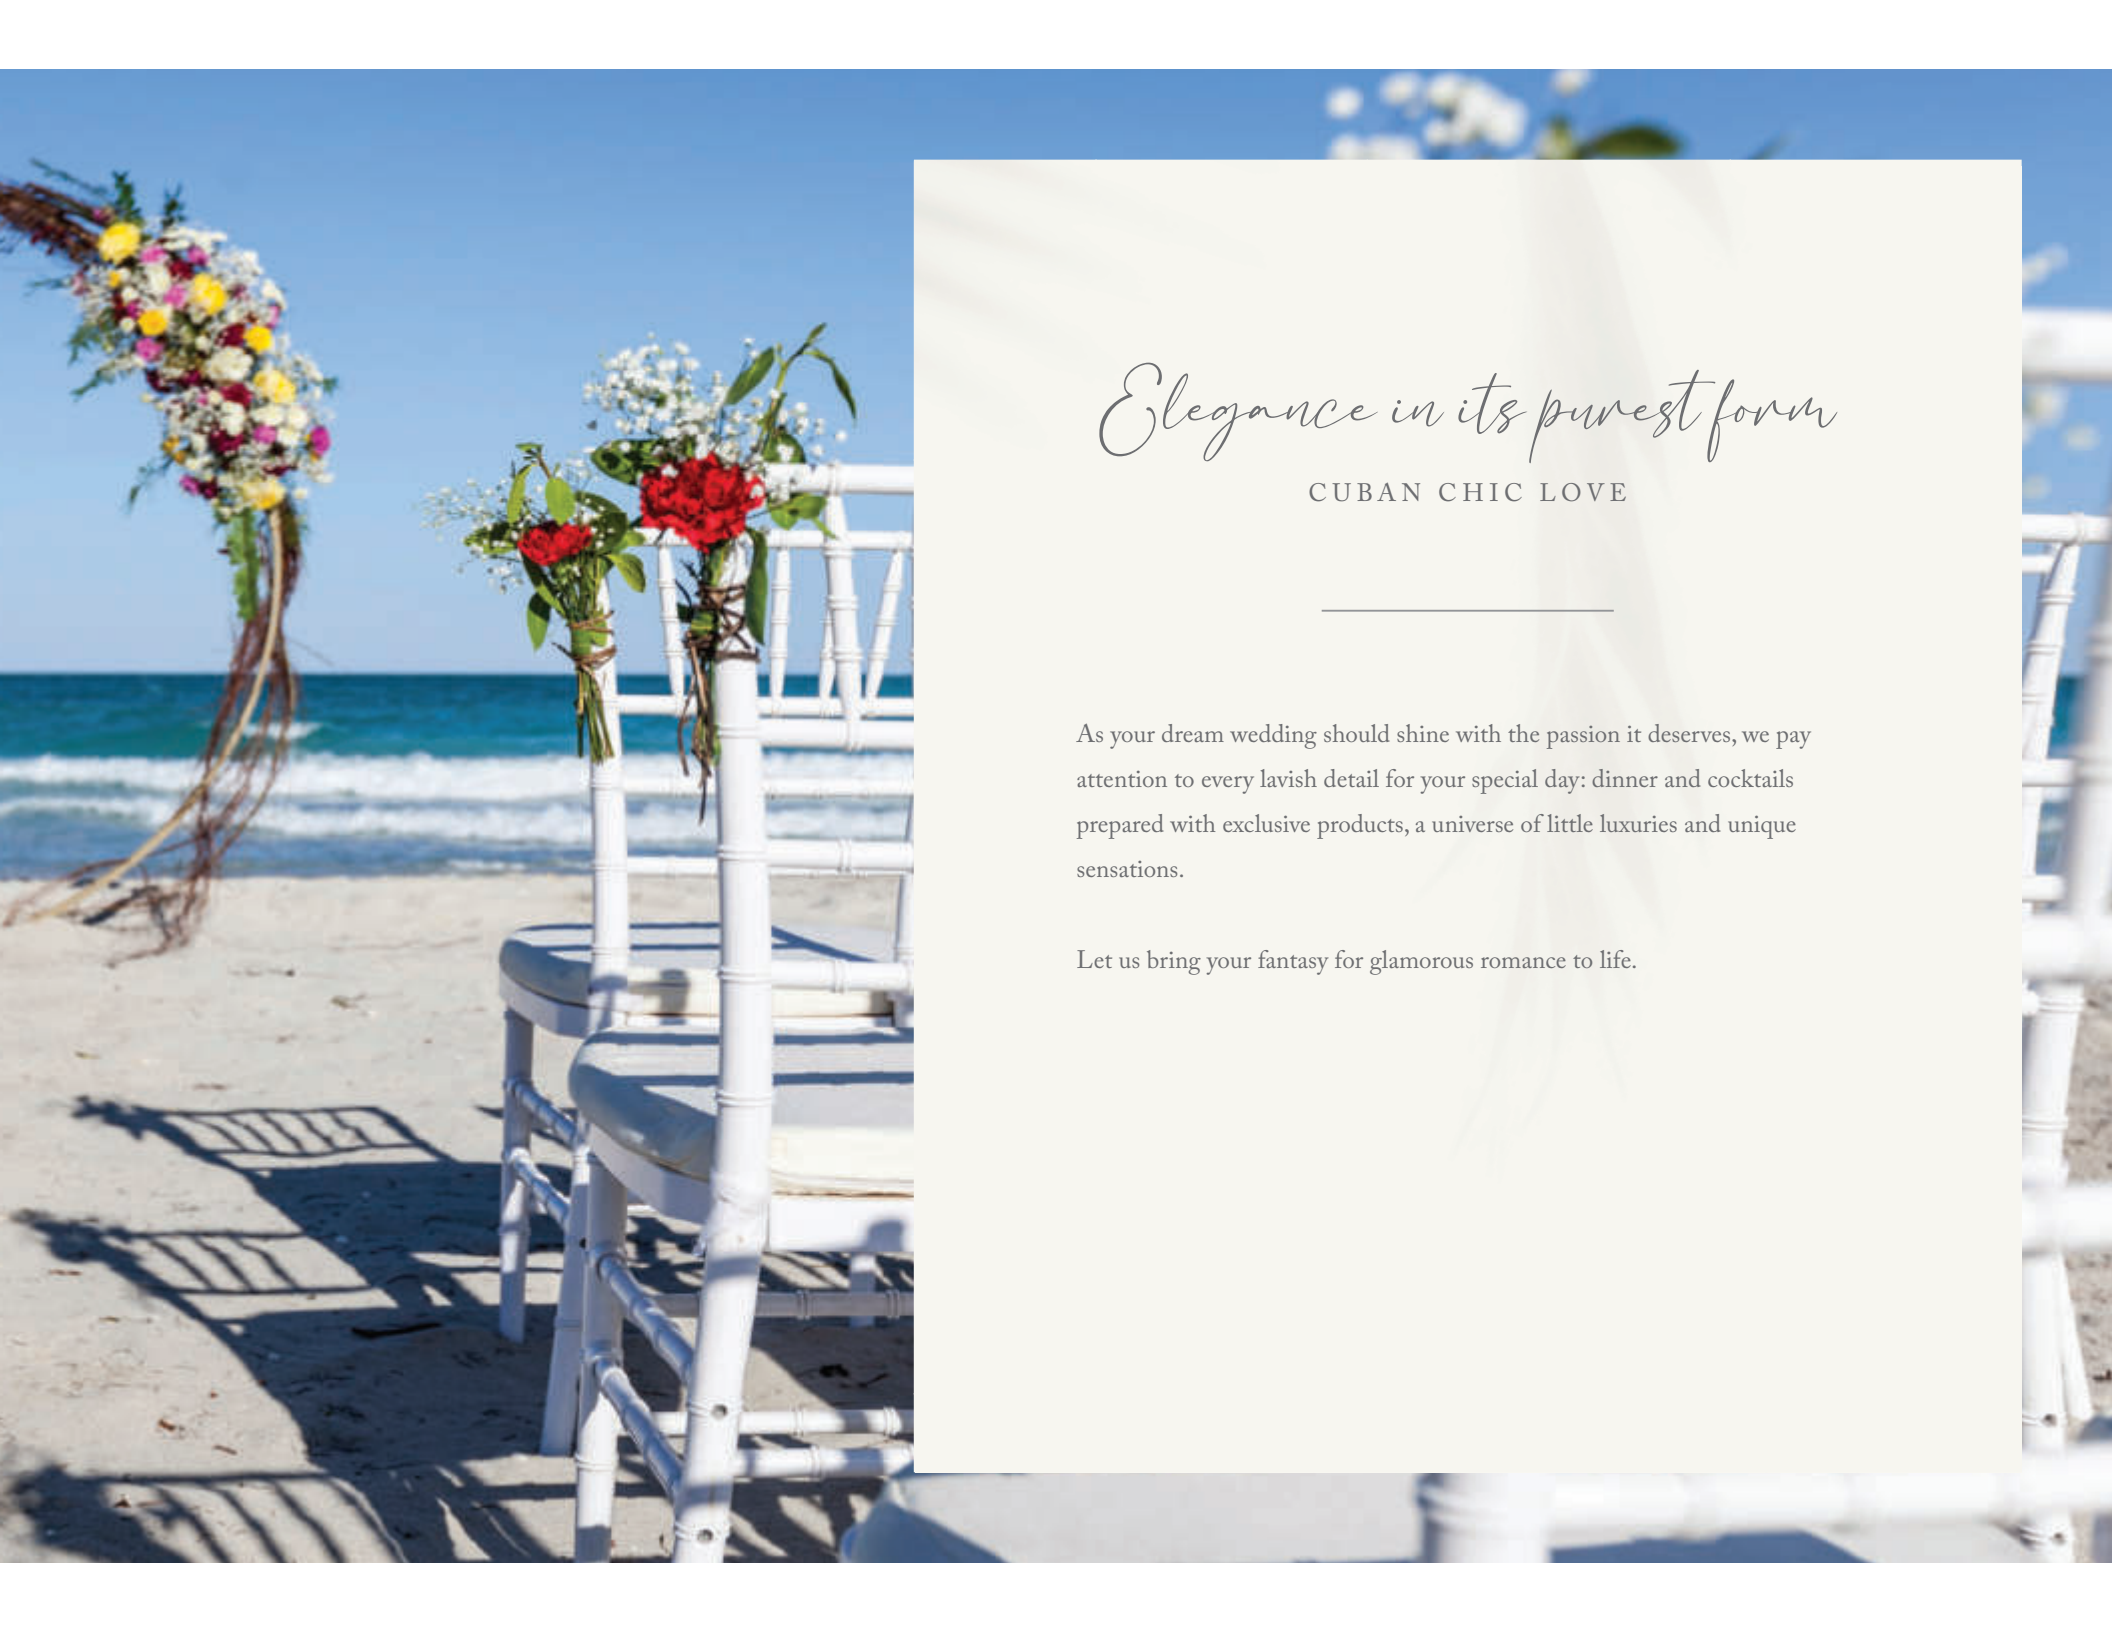 Elegance in its purest form
CUBAN CHIC LOVE
As your dream wedding should shine with the passion it deserves, we pay
attention to every lavish detail for your special day: dinner and cocktails
prepared with exclusive products, a universe of little luxuries and unique
sensations.
Let us bring your fantasy for glamorous romance to life.